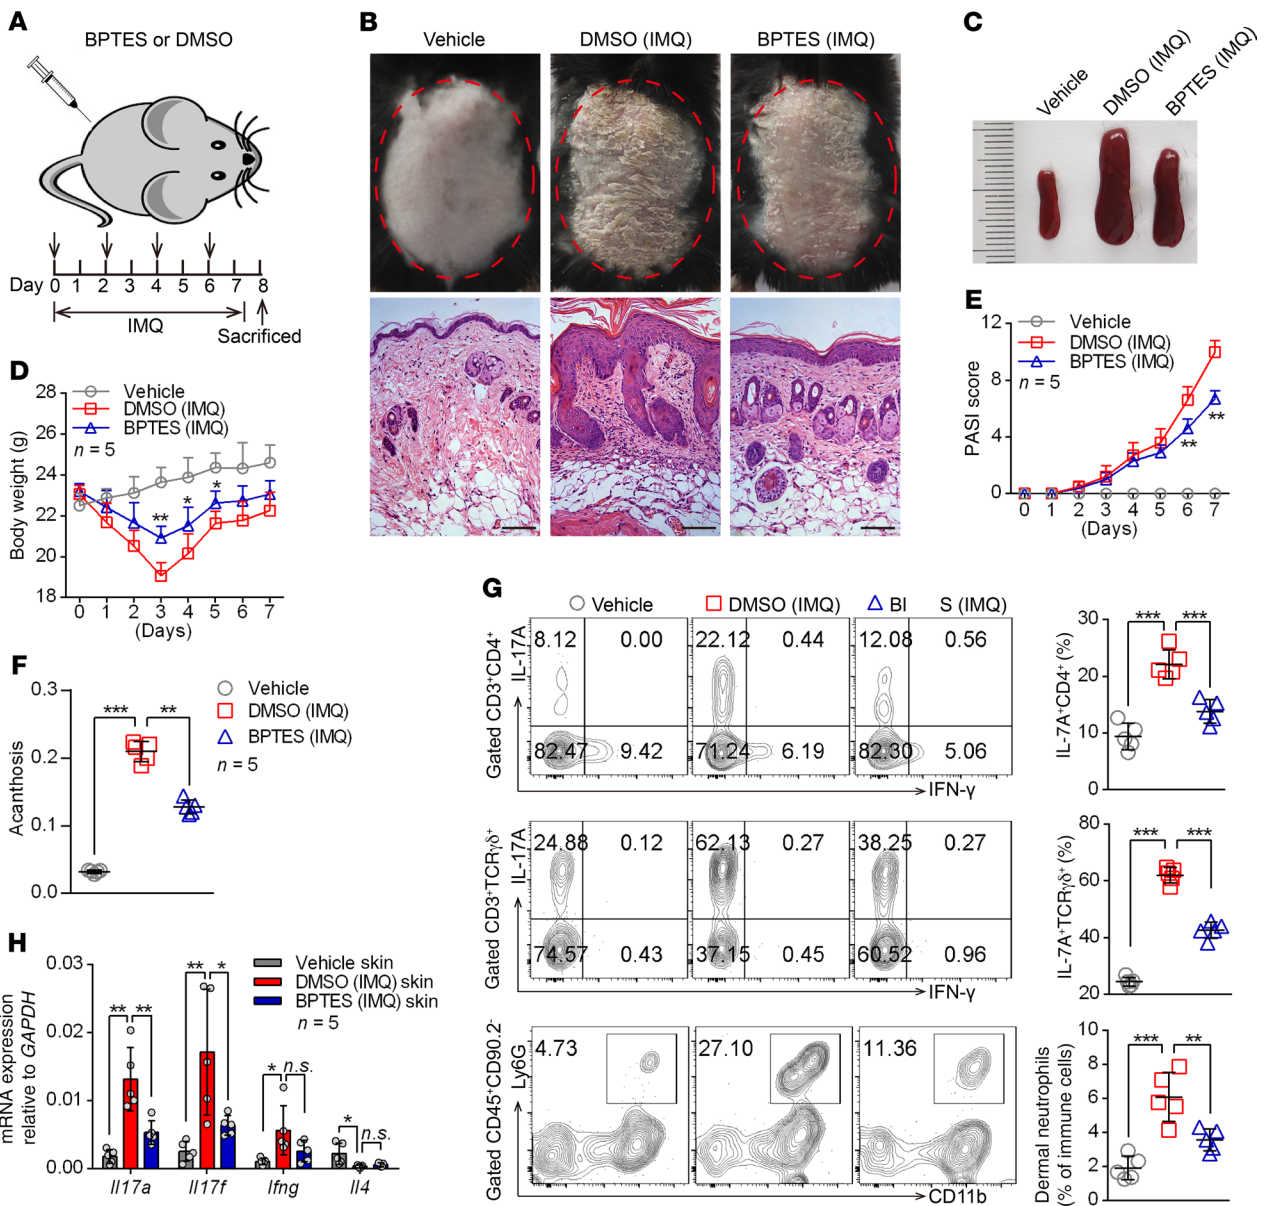 A
BPTES or DMSO
Day 0 1 2 3 4 5 6 7 8
IMQ
Sacrificed
B
Vehicle
DMSO (IMQ)
BPTES (IMQ)
C
Vehicle
DMSO (IMQ)
BPTES (IMQ)
D
Vehicle
DMSO (IMQ)
BPTES (IMQ)
n = 5
Body weight (g)
28
26
24
22
20
18
** * *
0 1 2 3 4 5 6 7
(Days)
E
Vehicle
DMSO (IMQ)
BPTES (IMQ)
n = 5
PASI score
12
8
4
0
**
**
0 1 2 3 4 5 6 7
(Days)
F
Vehicle
DMSO (IMQ)
BPTES (IMQ)
n = 5
Acanthosis
0.3
0.2
0.1
0.0
*** **
G
Vehicle
DMSO (IMQ)
BI S (IMQ)
Gated CD3+CD4+
IL-17A
8.12 0.00
82.47 9.42
22.12 0.44
71.24 6.19
12.08 0.56
82.30 5.06
IFN-γ
IL-7A+CD4+ (%)
30
20
10
0
*** ***
Gated CD3+TCRγδ+
IL-17A
24.88 0.12
74.57 0.43
62.13 0.27
37.15 0.45
38.25 0.27
60.52 0.96
IFN-γ
IL-7A+TCRγδ+ (%)
80
60
40
20
*** ***
Gated CD45+CD90.2-
Ly6G
4.73
27.10
11.36
CD11b
Dermal neutrophils
(% of immune cells)
10
8
6
4
2
0
*** **
H
Vehicle skin
DMSO (IMQ) skin
BPTES (IMQ) skin
n = 5
mRNA expression
relative to GAPDH
0.03
0.02
0.01
0.00
** **
** *
* n.s.
* n.s.
Il17a Il17f Ifng Il4